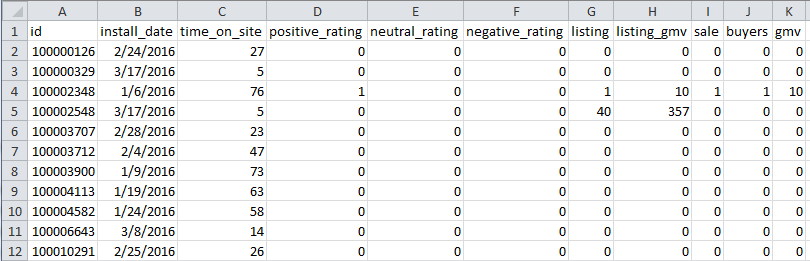 A B C D E F G H I J K
1 id install_date time_on_site positive_rating neutral_rating negative_rating listing listing_gmv sale buyers gmv
2 100000126 2/24/2016 27 0 0 0 0 0 0 0 0
3 100000329 3/17/2016 5 0 0 0 0 0 0 0 0
4 100002348 1/6/2016 76 1 0 0 1 10 1 1 10
5 100002548 3/17/2016 5 0 0 0 40 357 0 0 0
6 100003707 2/28/2016 23 0 0 0 0 0 0 0 0
7 100003712 2/4/2016 47 0 0 0 0 0 0 0 0
8 100003900 1/9/2016 73 0 0 0 0 0 0 0 0
9 100004113 1/19/2016 63 0 0 0 0 0 0 0 0
10 100004582 1/24/2016 58 0 0 0 0 0 0 0 0
11 100006643 3/8/2016 14 0 0 0 0 0 0 0 0
12 100010291 2/25/2016 26 0 0 0 0 0 0 0 0